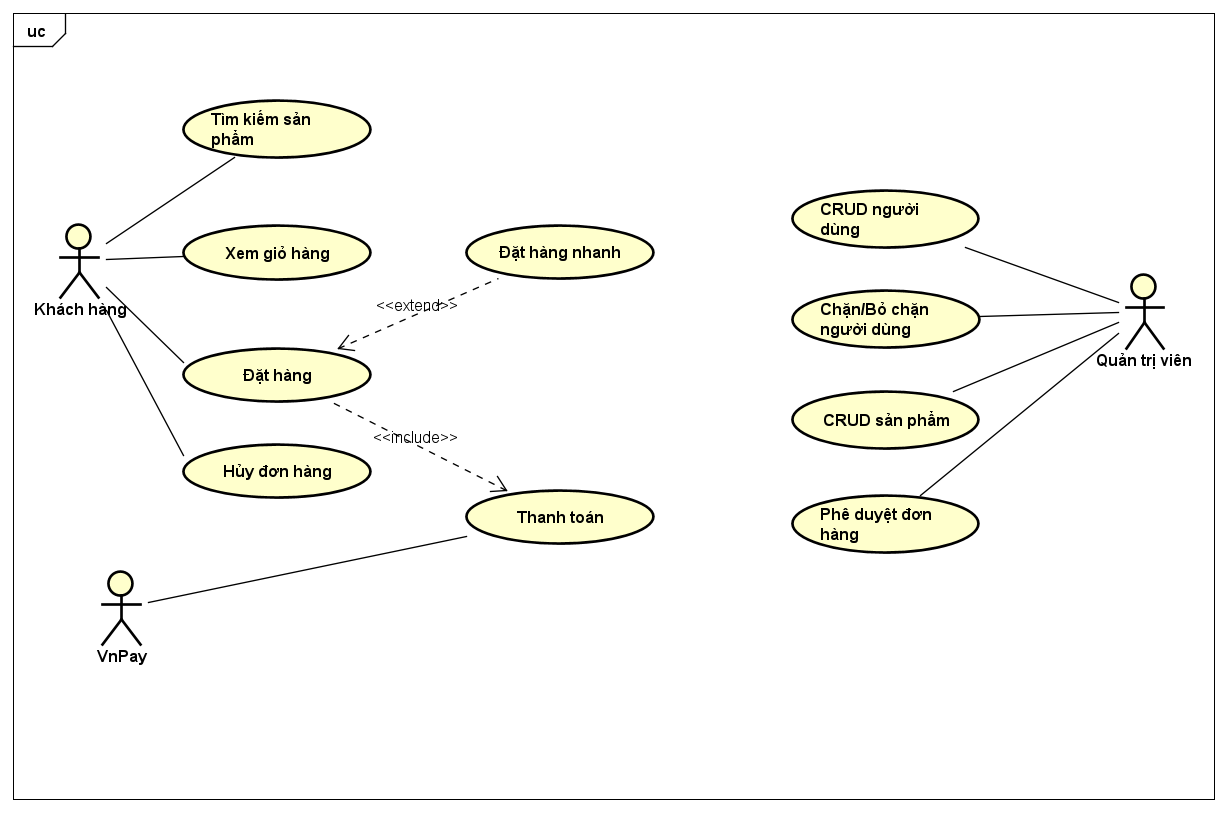 uc
Tìm kiếm sản
phẩm
Xem giỏ hàng
Đặt hàng nhanh
<<extend>>
Khách hàng
Đặt hàng
<<include>>
Hủy đơn hàng
Thanh toán
VnPay
CRUD người
dùng
Chặn/Bỏ chặn
người dùng
Quản trị viên
CRUD sản phẩm
Phê duyệt đơn
hàng